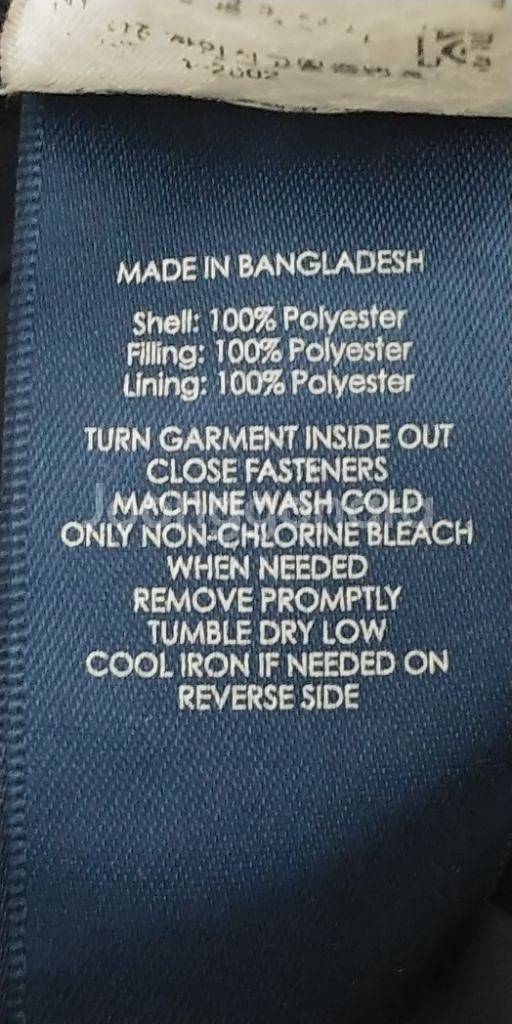 MADE IN BANGLADESH
Shell: 100% Polyester
Filling: 100% Polyester
Lining: 100% Polyester
TURN GARMENT INSIDE OUT
CLOSE FASTENERS
MACHINE WASH COLD
ONLY NON-CHLORINE BLEACH
WHEN NEEDED
REMOVE PROMPTLY
TUMBLE DRY LOW
COOL IRON IF NEEDED ON
REVERSE SIDE